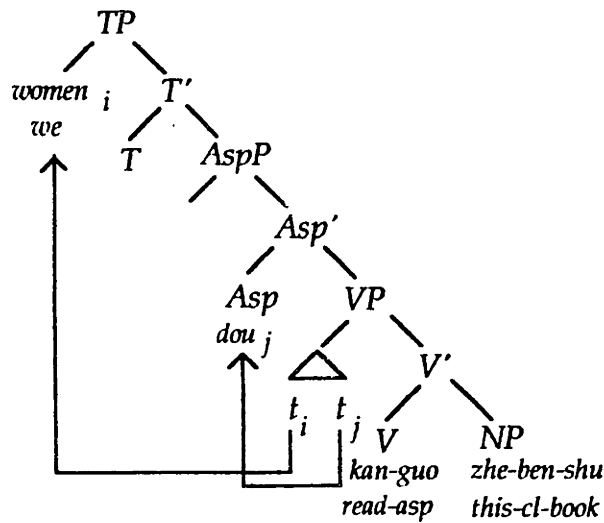 TP
women i T'
we
T AspP
Asp'
Asp VP
dou j
V'
t i t j V NP
kan-guo zhe-ben-shu
read-asp this-cl-book